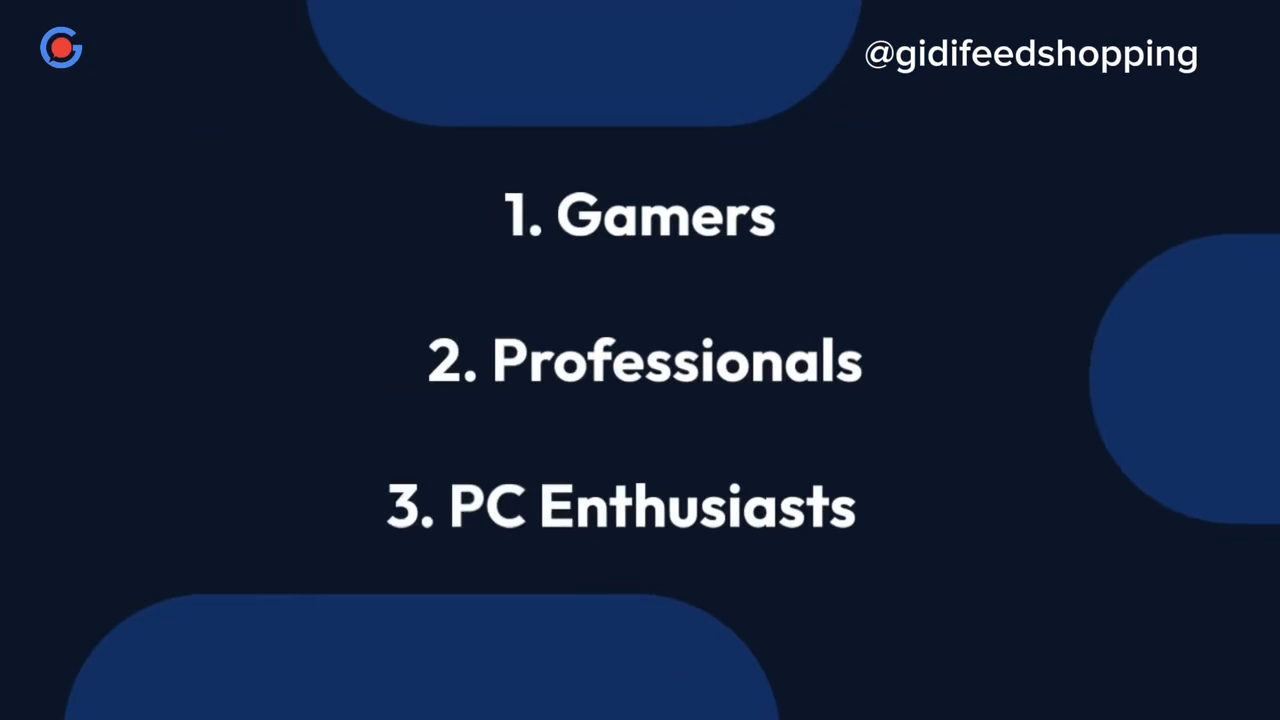 @gidifeedshopping
1. Gamers
2. Professionals
3. PC Enthusiasts